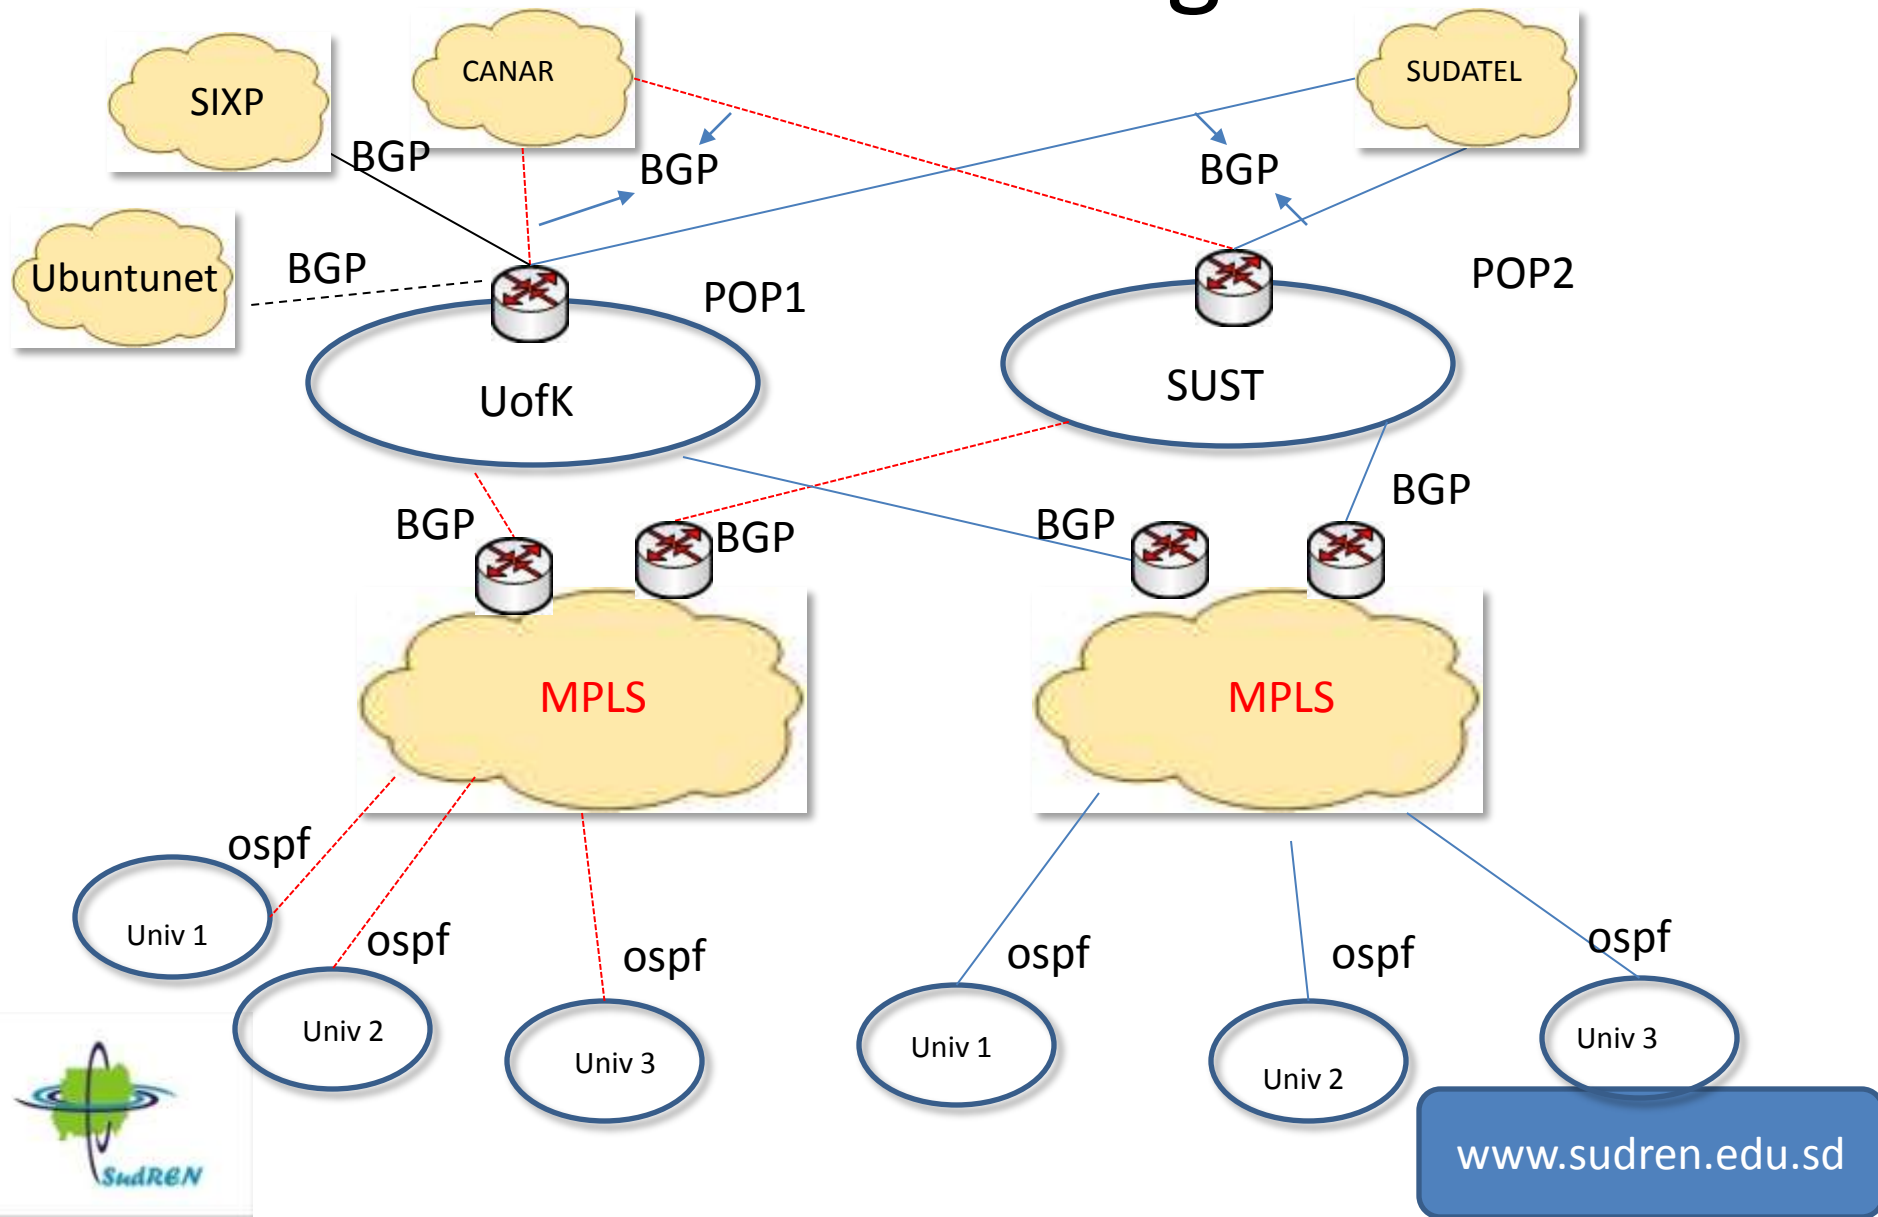 SIXP
CANAR
SUDATEL
BGP
BGP
BGP
Ubuntunet
BGP
POP1
POP2
UofK
SUST
BGP
BGP
BGP
BGP
MPLS
MPLS
ospf
ospf
ospf
ospf
ospf
ospf
Univ 1
Univ 2
Univ 3
Univ 1
Univ 2
Univ 3
SudREN
www.sudren.edu.sd